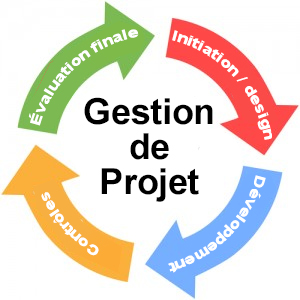 Gestion
de
Projet
Initiation / design
Développement
Contrôles
Évaluation finale